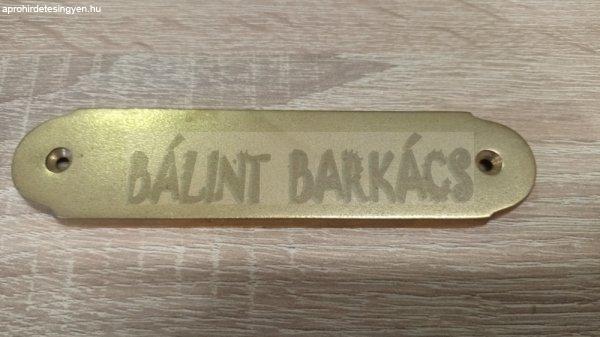 aprohirdetesingyen.hu
BÁLINT BARKÁCS